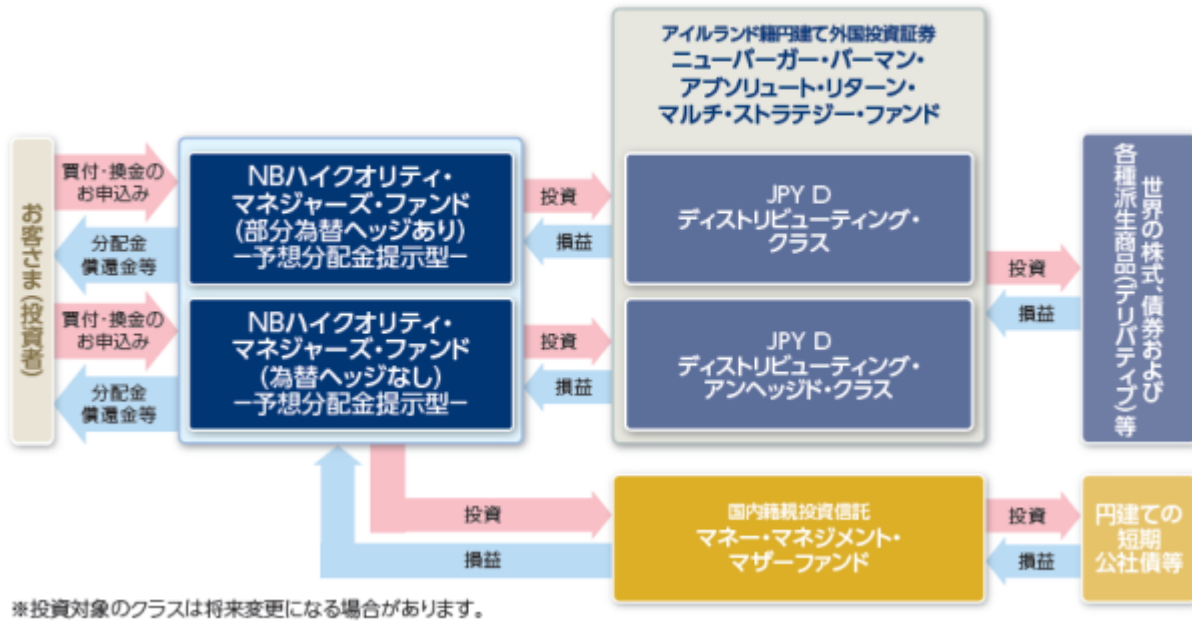 お客さま(投資者)
買付・換金の
お申込み
分配金
償還金等
買付・換金の
お申込み
分配金
償還金等
NBハイクオリティ・
マネジャーズ・ファンド
(部分為替ヘッジあり)
－予想分配金提示型－
NBハイクオリティ・
マネジャーズ・ファンド
(為替ヘッジなし)
－予想分配金提示型－
投資
損益
投資
損益
アイルランド籍円建て外国投資証券
ニューバーガー・バーマン・
アブソリュート・リターン・
マルチ・ストラテジー・ファンド
JPY D
ディストリビューティング・
クラス
JPY D
ディストリビューティング・
アンヘッジド・クラス
投資
損益
世界の株式、債券および
各種派生商品(デリバティブ)等
投資
損益
国内籍親投資信託
マネー・マネジメント・
マザーファンド
投資
損益
円建ての
短期
公社債等
※投資対象のクラスは将来変更になる場合があります。